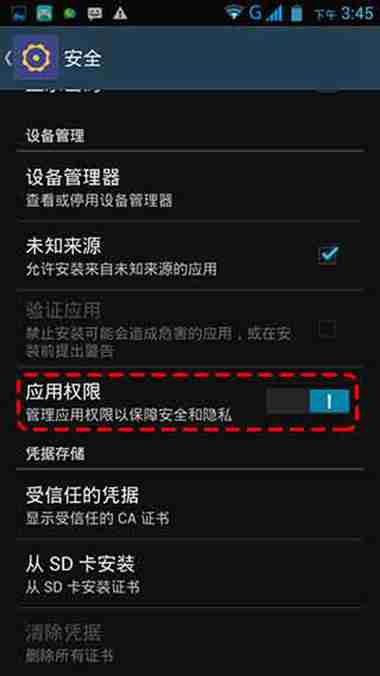 G 下午 3:45
安全
设备管理
设备管理器
查看或停用设备管理器
未知来源
允许安装来自未知来源的应用
验证应用
禁止安装可能会造成危害的应用，或在安
装前提出警告
应用权限
管理应用权限以保障安全和隐私
凭据存储
受信任的凭据
显示受信任的 CA 证书
从 SD 卡安装
从 SD 卡安装证书
清除凭据
删除所有证书